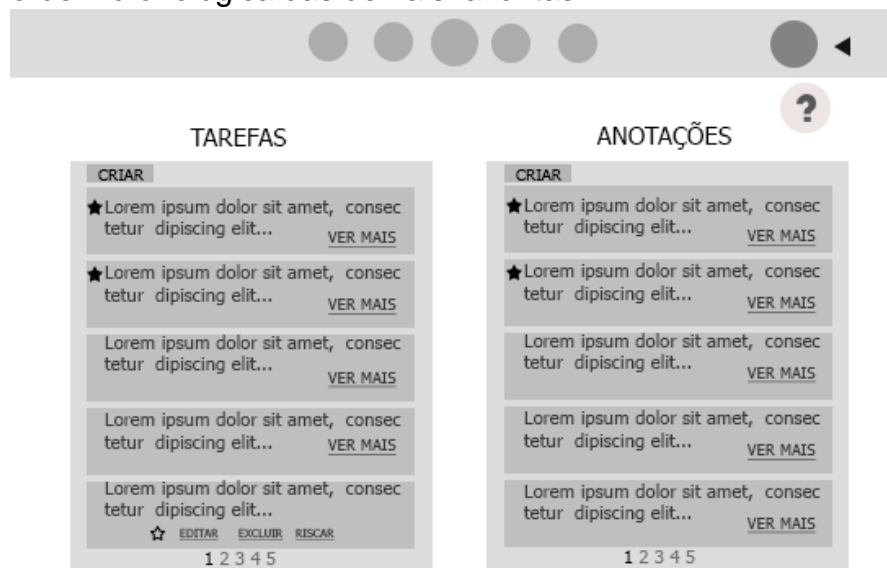 ?
TAREFAS
CRIAR
★Lorem ipsum dolor sit amet, consec
tetur dipiscing elit...
VER MAIS
★Lorem ipsum dolor sit amet, consec
tetur dipiscing elit...
VER MAIS
Lorem ipsum dolor sit amet, consec
tetur dipiscing elit...
VER MAIS
Lorem ipsum dolor sit amet, consec
tetur dipiscing elit...
VER MAIS
Lorem ipsum dolor sit amet, consec
tetur dipiscing elit...
EDITAR EXCLUIR RISCAR
1 2 3 4 5
ANOTAÇÕES
CRIAR
★Lorem ipsum dolor sit amet, consec
tetur dipiscing elit...
VER MAIS
★Lorem ipsum dolor sit amet, consec
tetur dipiscing elit...
VER MAIS
Lorem ipsum dolor sit amet, consec
tetur dipiscing elit...
VER MAIS
Lorem ipsum dolor sit amet, consec
tetur dipiscing elit...
VER MAIS
Lorem ipsum dolor sit amet, consec
tetur dipiscing elit...
VER MAIS
1 2 3 4 5